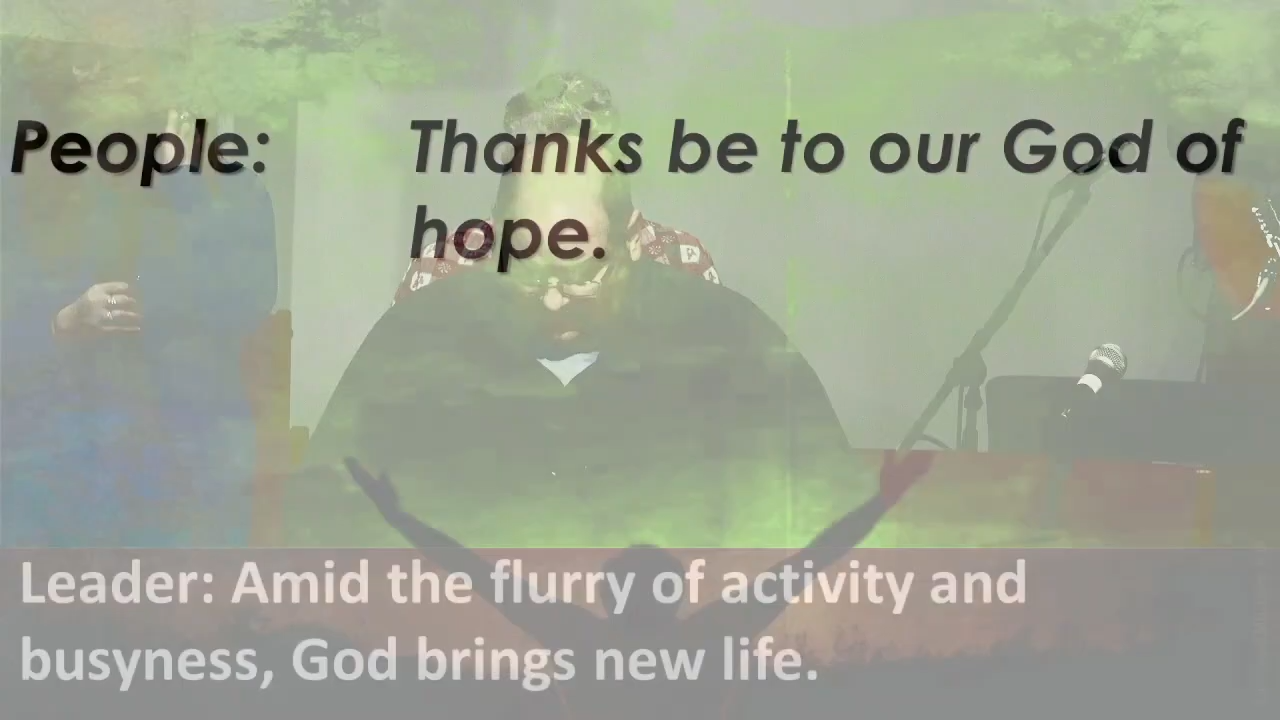 People: Thanks be to our God of
hope.
Leader: Amid the flurry of activity and
busyness, God brings new life.